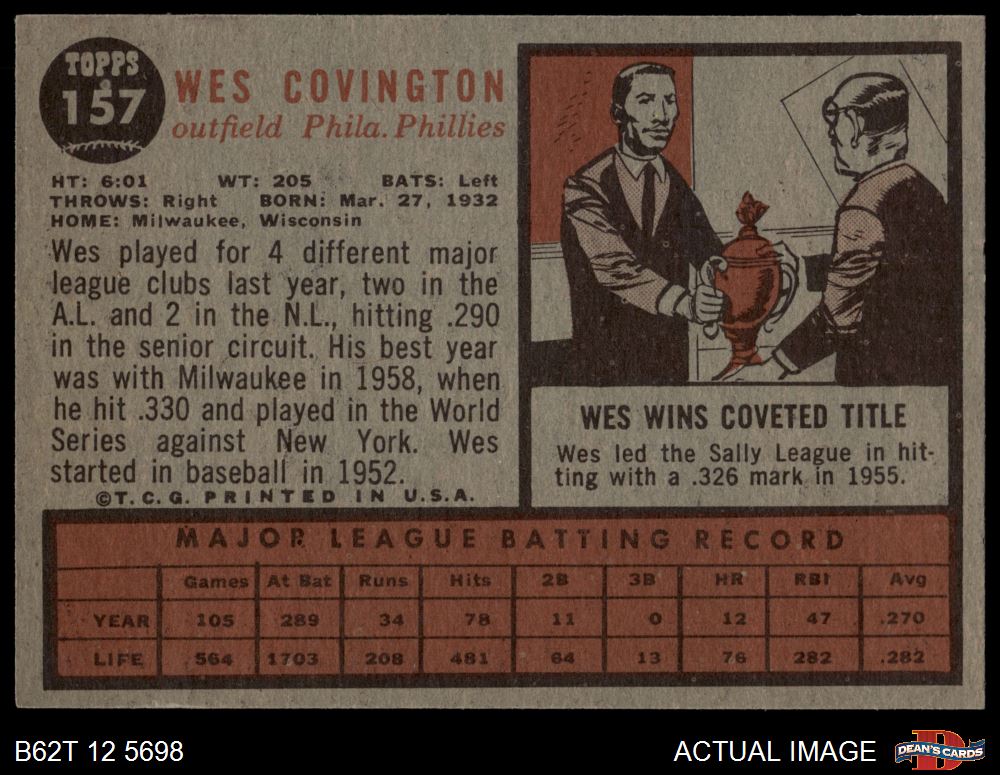 TOPPS
157
WES COVINGTON
outfield Phila. Phillies
HT: 6:01 WT: 205 BATS: Left
THROWS: Right BORN: Mar. 27, 1932
HOME: Milwaukee, Wisconsin
Wes played for 4 different major
league clubs last year, two in the
A.L. and 2 in the N.L., hitting .290
in the senior circuit. His best year
was with Milwaukee in 1958, when
he hit .330 and played in the World
Series against New York. Wes
started in baseball in 1952.
©T.C.G. PRINTED IN U.S.A.
WES WINS COVETED TITLE
Wes led the Sally League in hit-
ting with a .326 mark in 1955.
MAJOR LEAGUE BATTING RECORD
Games At Bat Runs Hits 2B 3B HR RBI Avg
YEAR 105 289 34 78 11 0 12 47 .270
LIFE 564 1703 208 481 64 13 76 282 .282
B62T 12 5698
ACTUAL IMAGE
DEAN'S CARDS